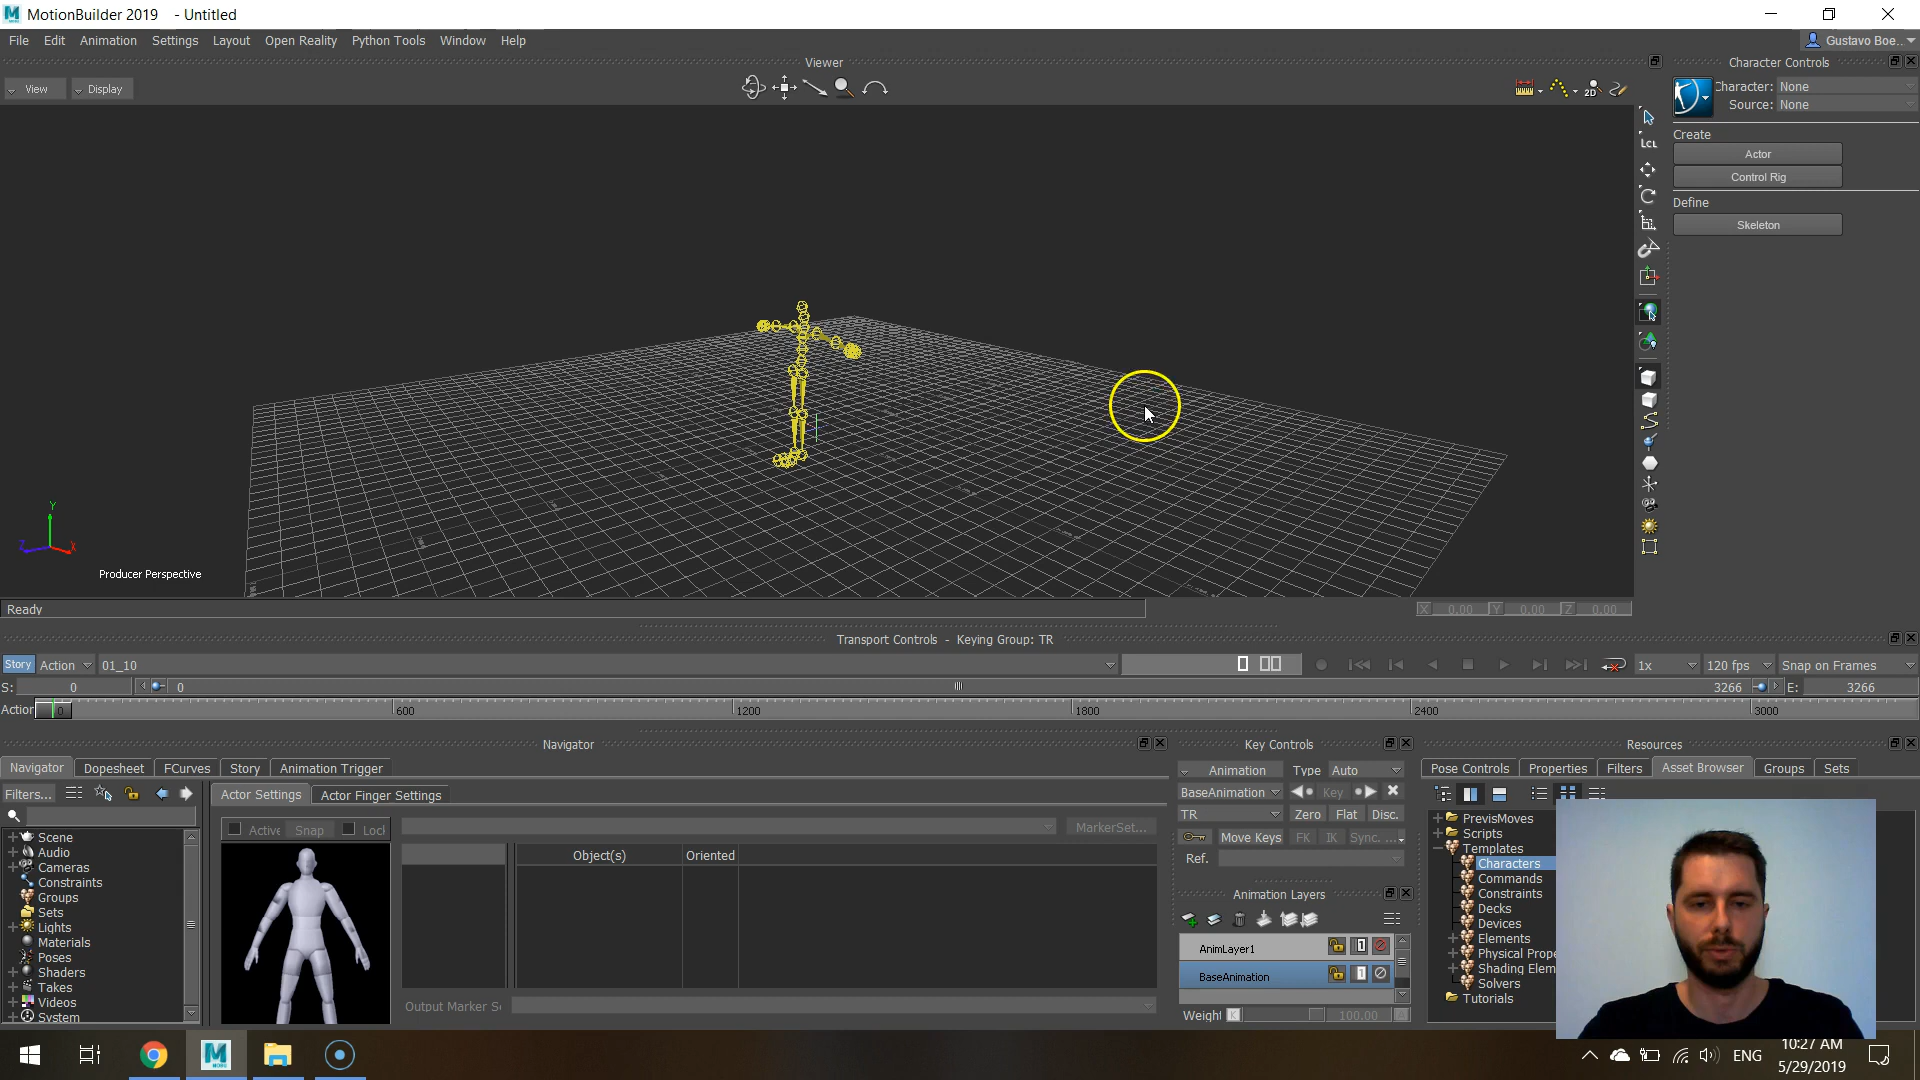 MotionBuilder 2019 - Untitled
File Edit Animation Settings Layout Open Reality Python Tools Window Help
Gustavo Boe..
Viewer
Character Controls
View Display
2D
Character: None
Source: None
LCL
Create
Actor
Control Rig
Define
Skeleton
Y
Z X
Producer Perspective
Ready
X 0.00 Y 0.00 Z 0.00
Transport Controls - Keying Group: TR
Story Action 01_10
1x 120 fps Snap on Frames
S: 0 0 3266 E: 3266
Action 0 600 1200 1800 2400 3000
Navigator
Key Controls
Resources
Navigator Dopesheet FCurves Story Animation Trigger
Animation Type Auto
Pose Controls Properties Filters Asset Browser Groups Sets
Filters... Actor Settings Actor Finger Settings
BaseAnimation Key
TR Zero Flat Disc.
Active Snap Lock MarkerSet...
Move Keys FK IK Sync. ...
Ref.
Object(s) Oriented
Scene
Audio
Cameras
Constraints
Groups
Sets
Lights
Materials
Poses
Shaders
Takes
Videos
System
Output Marker Se
Animation Layers
AnimLayer1 1
BaseAnimation 1
Weight K 100.00 A
PrevisMoves
Scripts
Templates
Characters
Commands
Constraints
Decks
Devices
Elements
Physical Prope
Shading Elem
Solvers
Tutorials
ENG
10:27 AM
5/29/2019